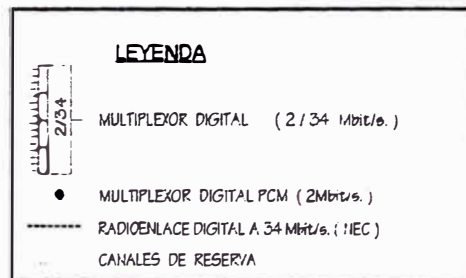 LEYENDA
2/34
MULTIPLEXOR DIGITAL ( 2 / 34 Mbit/s. )
MULTIPLEXOR DIGITAL PCM ( 2Mbit/s. )
RADIOENLACE DIGITAL A 34 Mbit/s. ( NEC )
CANALES DE RESERVA